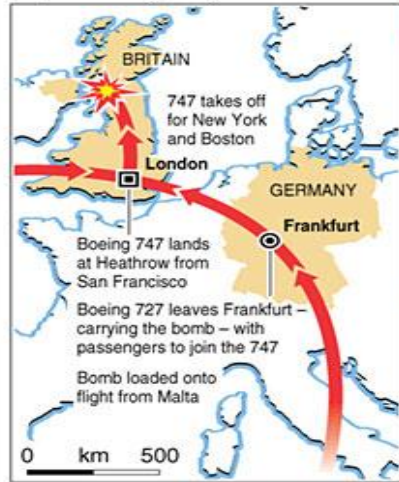 BRITAIN
747 takes off
for New York
and Boston
London
GERMANY
Frankfurt
Boeing 747 lands
at Heathrow from
San Francisco
Boeing 727 leaves Frankfurt –
carrying the bomb – with
passengers to join the 747
Bomb loaded onto
flight from Malta
0 km 500